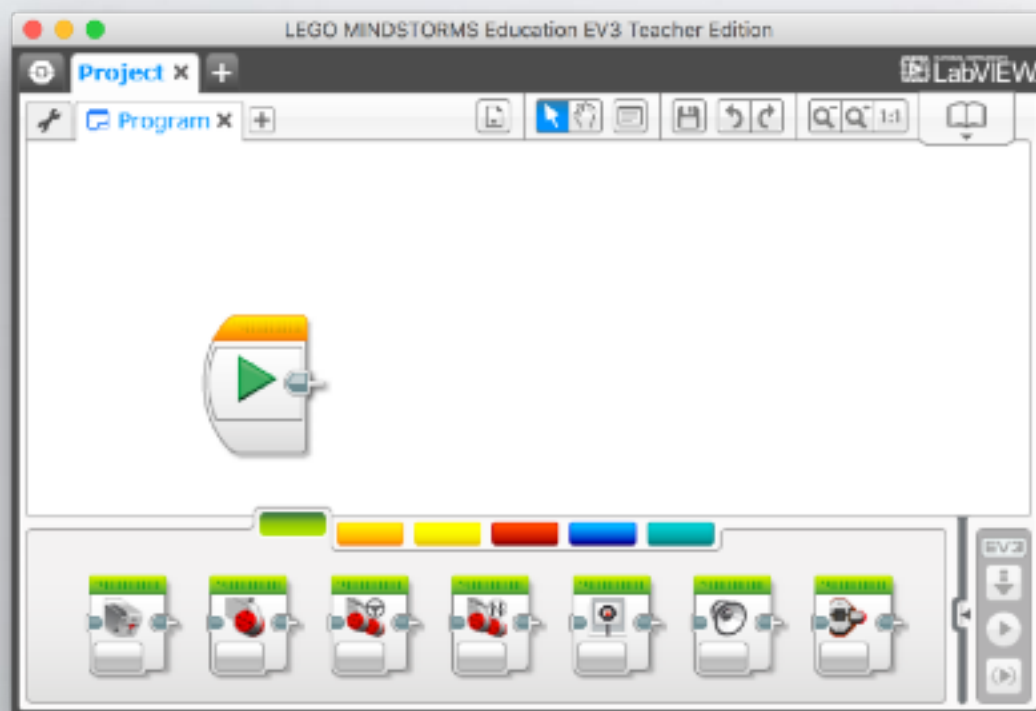 LEGO MINDSTORMS Education EV3 Teacher Edition
Project
LabVIEW
Program
1:1
EV3